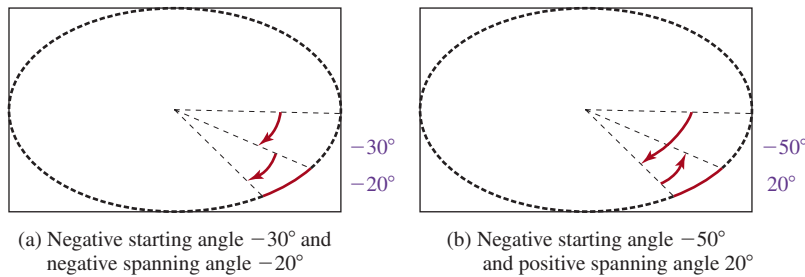 −30°
−20°
−50°
20°
(a) Negative starting angle −30° and
negative spanning angle −20°
(b) Negative starting angle −50°
and positive spanning angle 20°